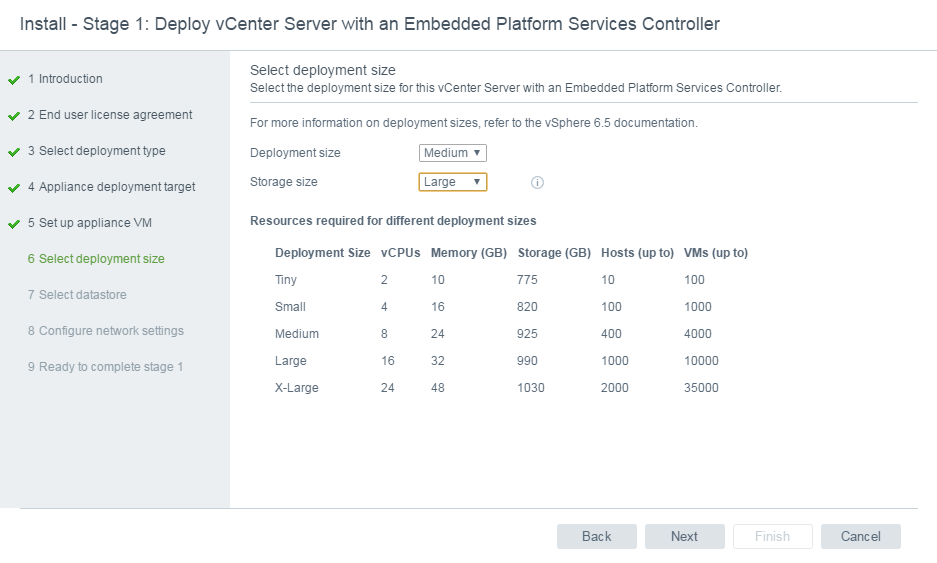 Install - Stage 1: Deploy vCenter Server with an Embedded Platform Services Controller
1 Introduction
2 End user license agreement
3 Select deployment type
4 Appliance deployment target
5 Set up appliance VM
6 Select deployment size
7 Select datastore
8 Configure network settings
9 Ready to complete stage 1
Select deployment size
Select the deployment size for this vCenter Server with an Embedded Platform Services Controller.
For more information on deployment sizes, refer to the vSphere 6.5 documentation.
Deployment size Medium
Storage size Large
Resources required for different deployment sizes
Deployment Size vCPUs Memory (GB) Storage (GB) Hosts (up to) VMs (up to)
Tiny 2 10 775 10 100
Small 4 16 820 100 1000
Medium 8 24 925 400 4000
Large 16 32 990 1000 10000
X-Large 24 48 1030 2000 35000
Back Next Finish Cancel